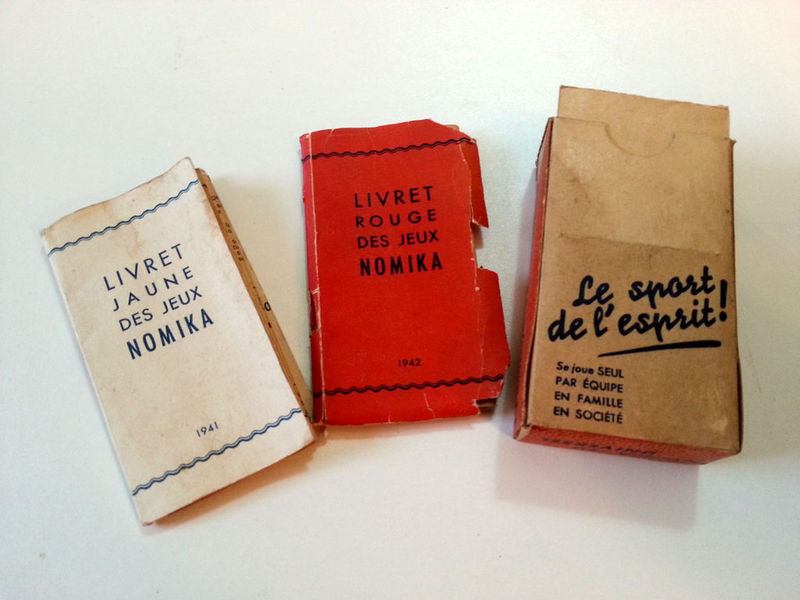 LIVRET
JAUNE
DES JEUX
NOMIKA
1941
LIVRET
ROUGE
DES JEUX
NOMIKA
1942
Le sport
de l'esprit!
Se joue SEUL
PAR ÉQUIPE
EN FAMILLE
EN SOCIÉTÉ